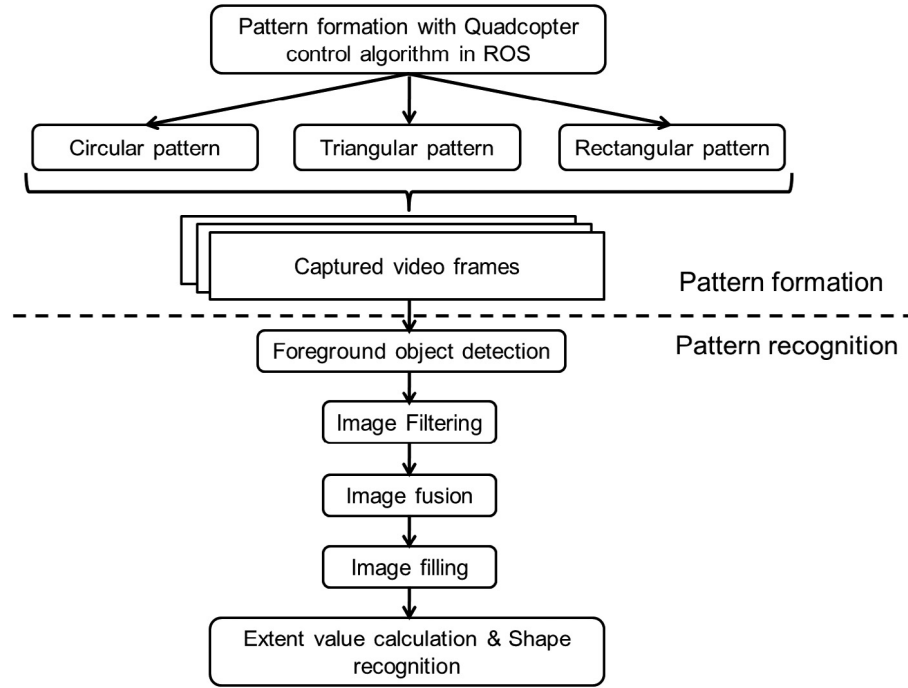 Pattern formation with Quadcopter
control algorithm in ROS
Circular pattern
Triangular pattern
Rectangular pattern
Captured video frames
Pattern formation
Pattern recognition
Foreground object detection
Image Filtering
Image fusion
Image filling
Extent value calculation & Shape
recognition